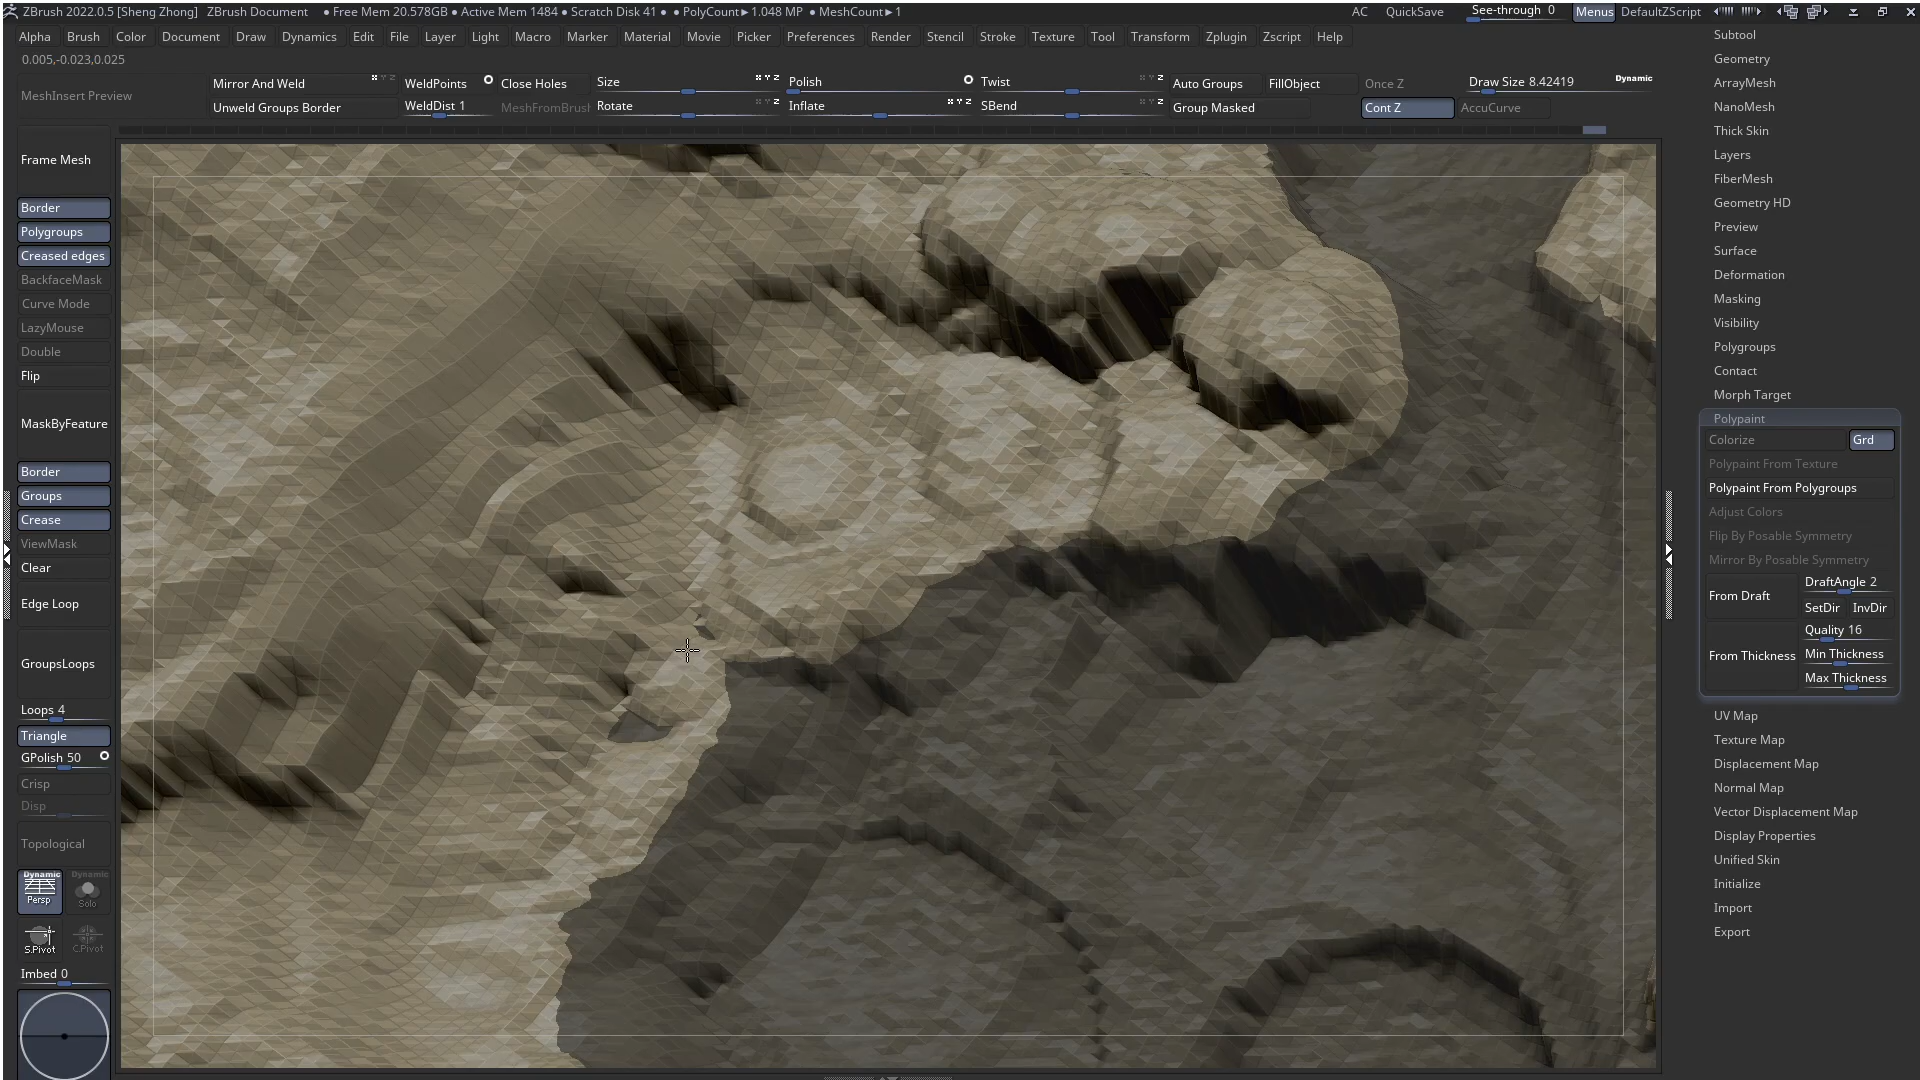 ZBrush 2022.0.5 [Sheng Zhong] ZBrush Document • Free Mem 20.578GB • Active Mem 1484 • Scratch Disk 41 • • PolyCount► 1.048 MP • MeshCount► 1 AC QuickSave See-through 0 Menus DefaultZScript
Alpha Brush Color Document Draw Dynamics Edit File Layer Light Macro Marker Material Movie Picker Preferences Render Stencil Stroke Texture Tool Transform Zplugin Zscript Help
0.005,-0.023,0.025
MeshInsert Preview
Mirror And Weld
Unweld Groups Border
WeldPoints
WeldDist 1
Close Holes
MeshFromBrush
Size
Rotate
Polish
Inflate
Twist
SBend
Auto Groups
Group Masked
FillObject
Once Z
Cont Z
Draw Size 8.42419
Dynamic
AccuCurve
Frame Mesh
Border
Polygroups
Creased edges
BackfaceMask
Curve Mode
LazyMouse
Double
Flip
MaskByFeature
Border
Groups
Crease
ViewMask
Clear
Edge Loop
GroupsLoops
Loops 4
Triangle
GPolish 50
Crisp
Disp
Topological
Dynamic
Persp
Dynamic
Solo
S.Pivot
C.Pivot
Imbed 0
Subtool
Geometry
ArrayMesh
NanoMesh
Thick Skin
Layers
FiberMesh
Geometry HD
Preview
Surface
Deformation
Masking
Visibility
Polygroups
Contact
Morph Target
Polypaint
Colorize Grd
Polypaint From Texture
Polypaint From Polygroups
Adjust Colors
Flip By Posable Symmetry
Mirror By Posable Symmetry
From Draft
DraftAngle 2
SetDir InvDir
From Thickness
Quality 16
Min Thickness
Max Thickness
UV Map
Texture Map
Displacement Map
Normal Map
Vector Displacement Map
Display Properties
Unified Skin
Initialize
Import
Export